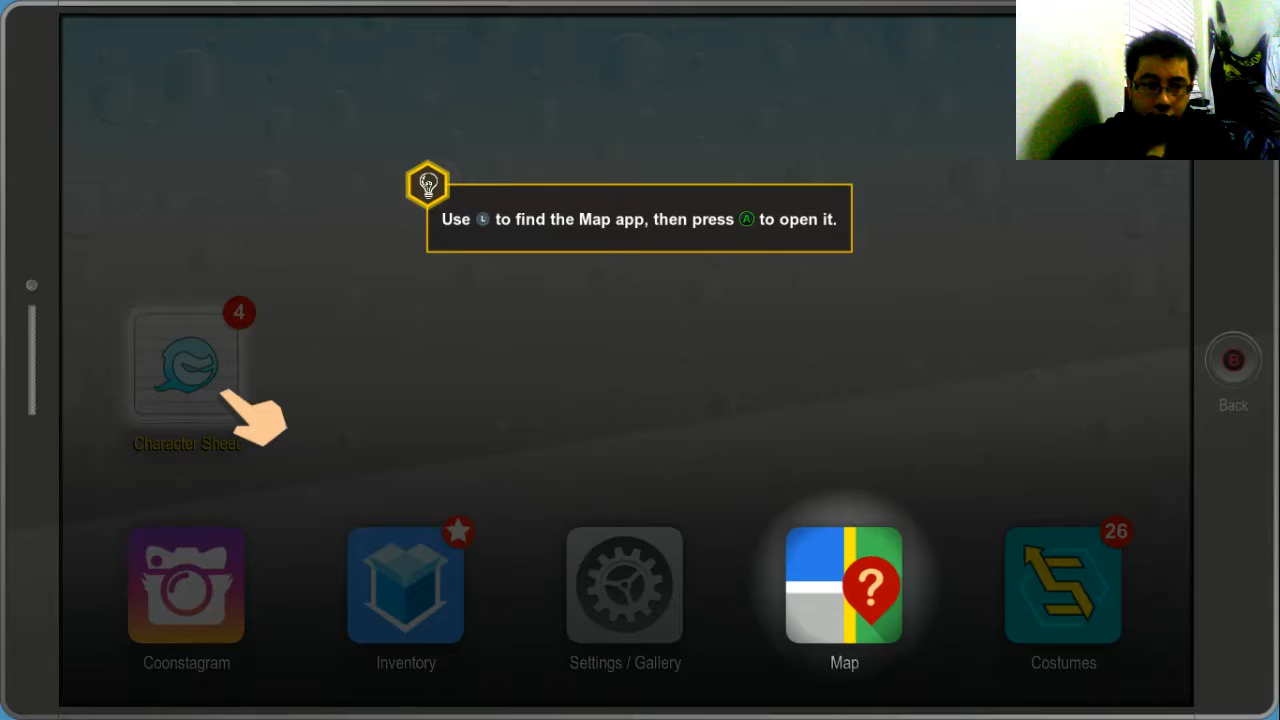 Use L to find the Map app, then press A to open it.
4
Character Sheet
B
Back
26
?
Coonstagram
Inventory
Settings / Gallery
Map
Costumes